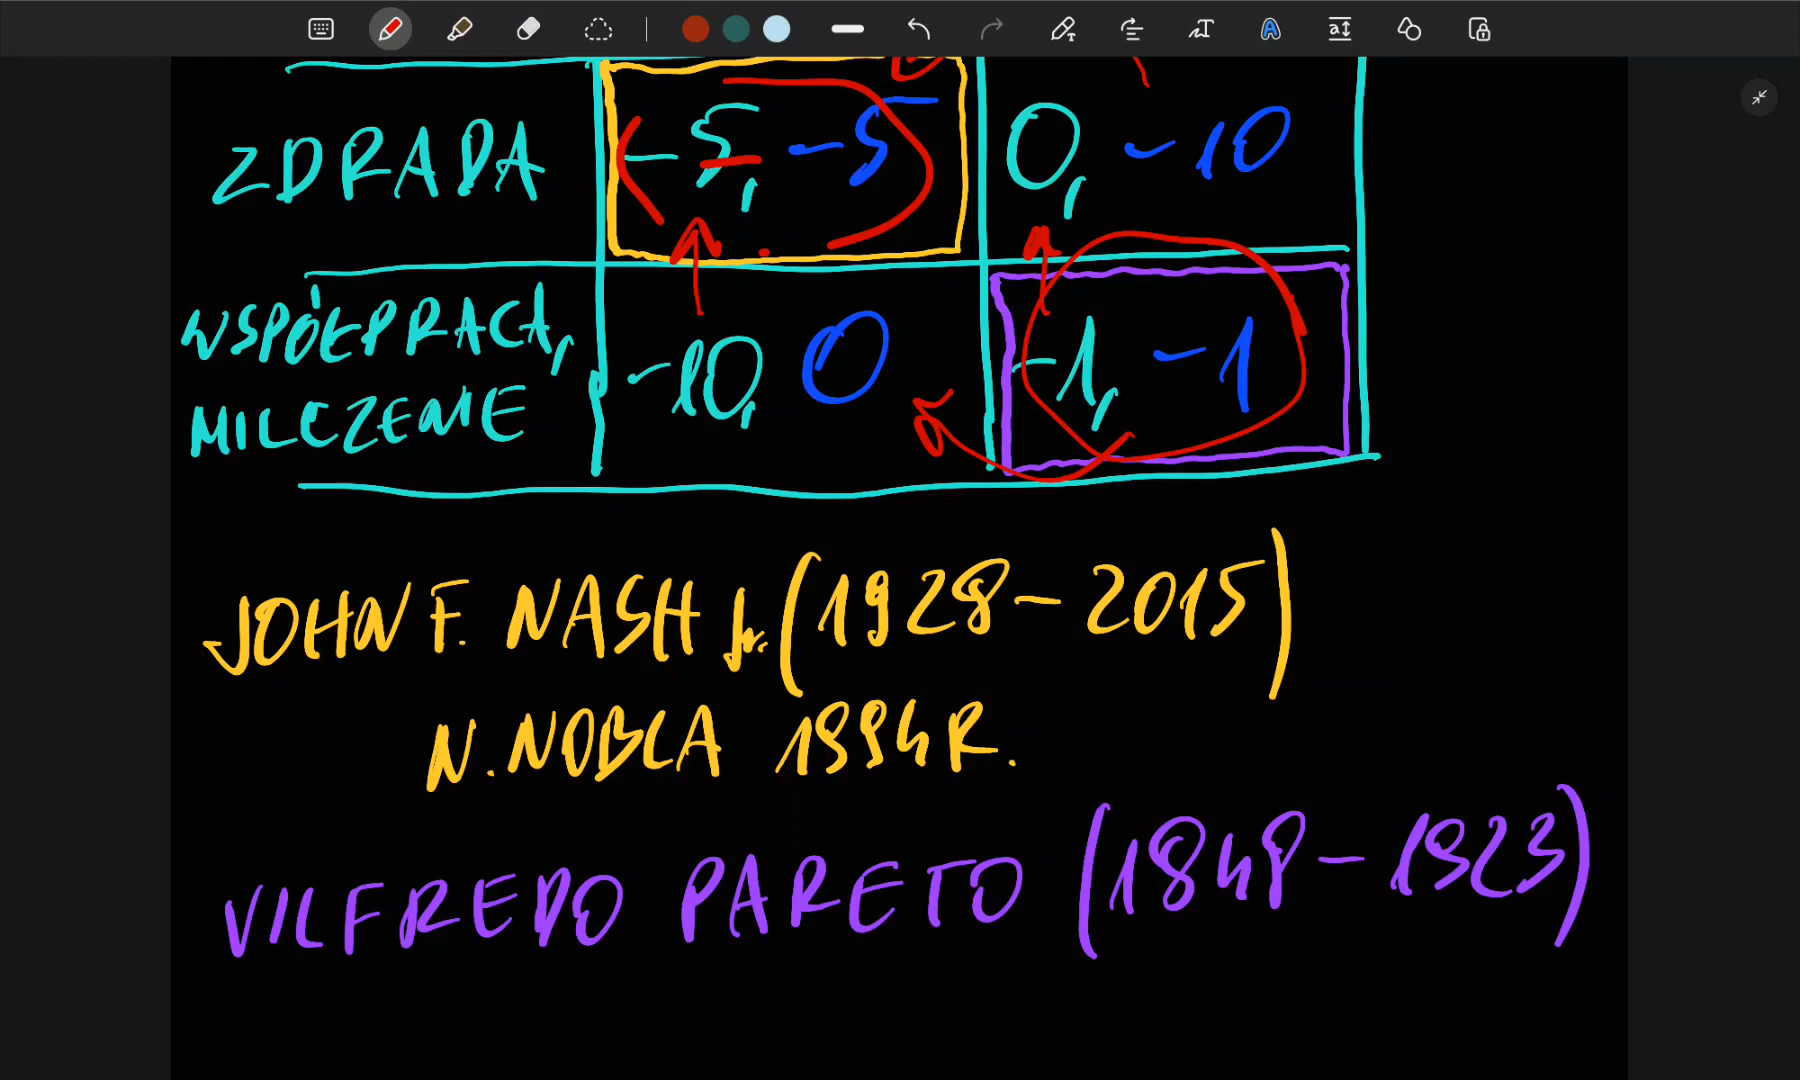 ZDRADA -5, -5 0, -10
WSPÓŁPRACA, -10, 0 -1, -1
MILCZENIE
JOHN F. NASH Jr. (1928-2015)
N. NOBLA 1994 R.
VILFREDO PARETO (1848-1923)